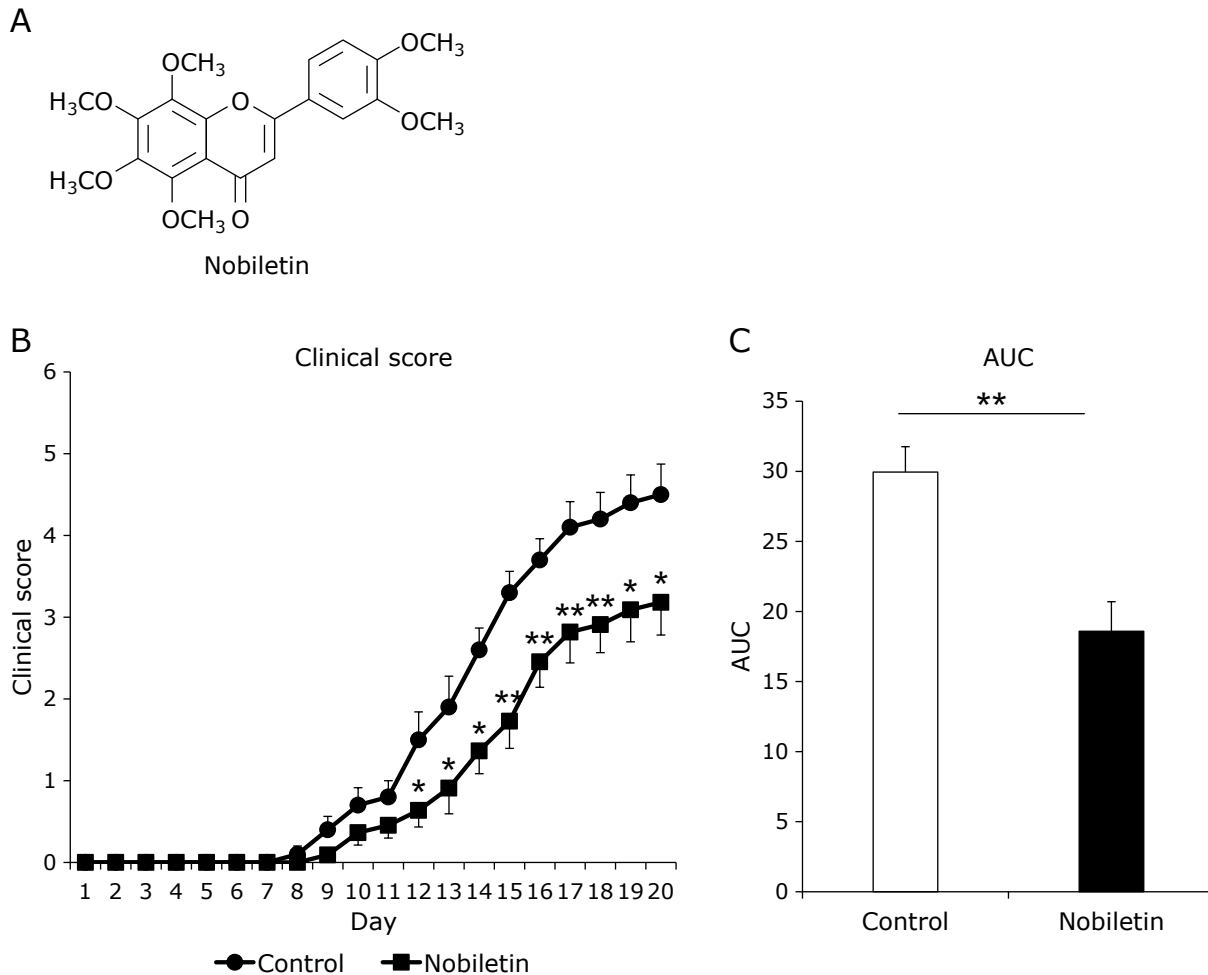 A
OCH3
OCH3
H3CO
O
OCH3
H3CO
OCH3 O
Nobiletin
B
Clinical score
6
5
4
3
2
1
0
Clinical score
* * ** ** ** ** * * *
1 2 3 4 5 6 7 8 9 10 11 12 13 14 15 16 17 18 19 20
Day
Control Nobiletin
C
AUC
**
35
30
25
20
15
10
5
0
AUC
Control Nobiletin